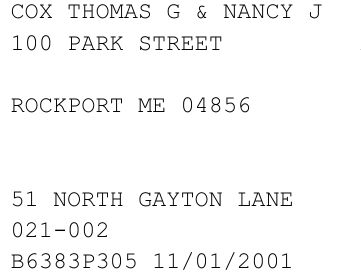 COX THOMAS G & NANCY J
100 PARK STREET
ROCKPORT ME 04856
51 NORTH GAYTON LANE
021-002
B6383P305 11/01/2001